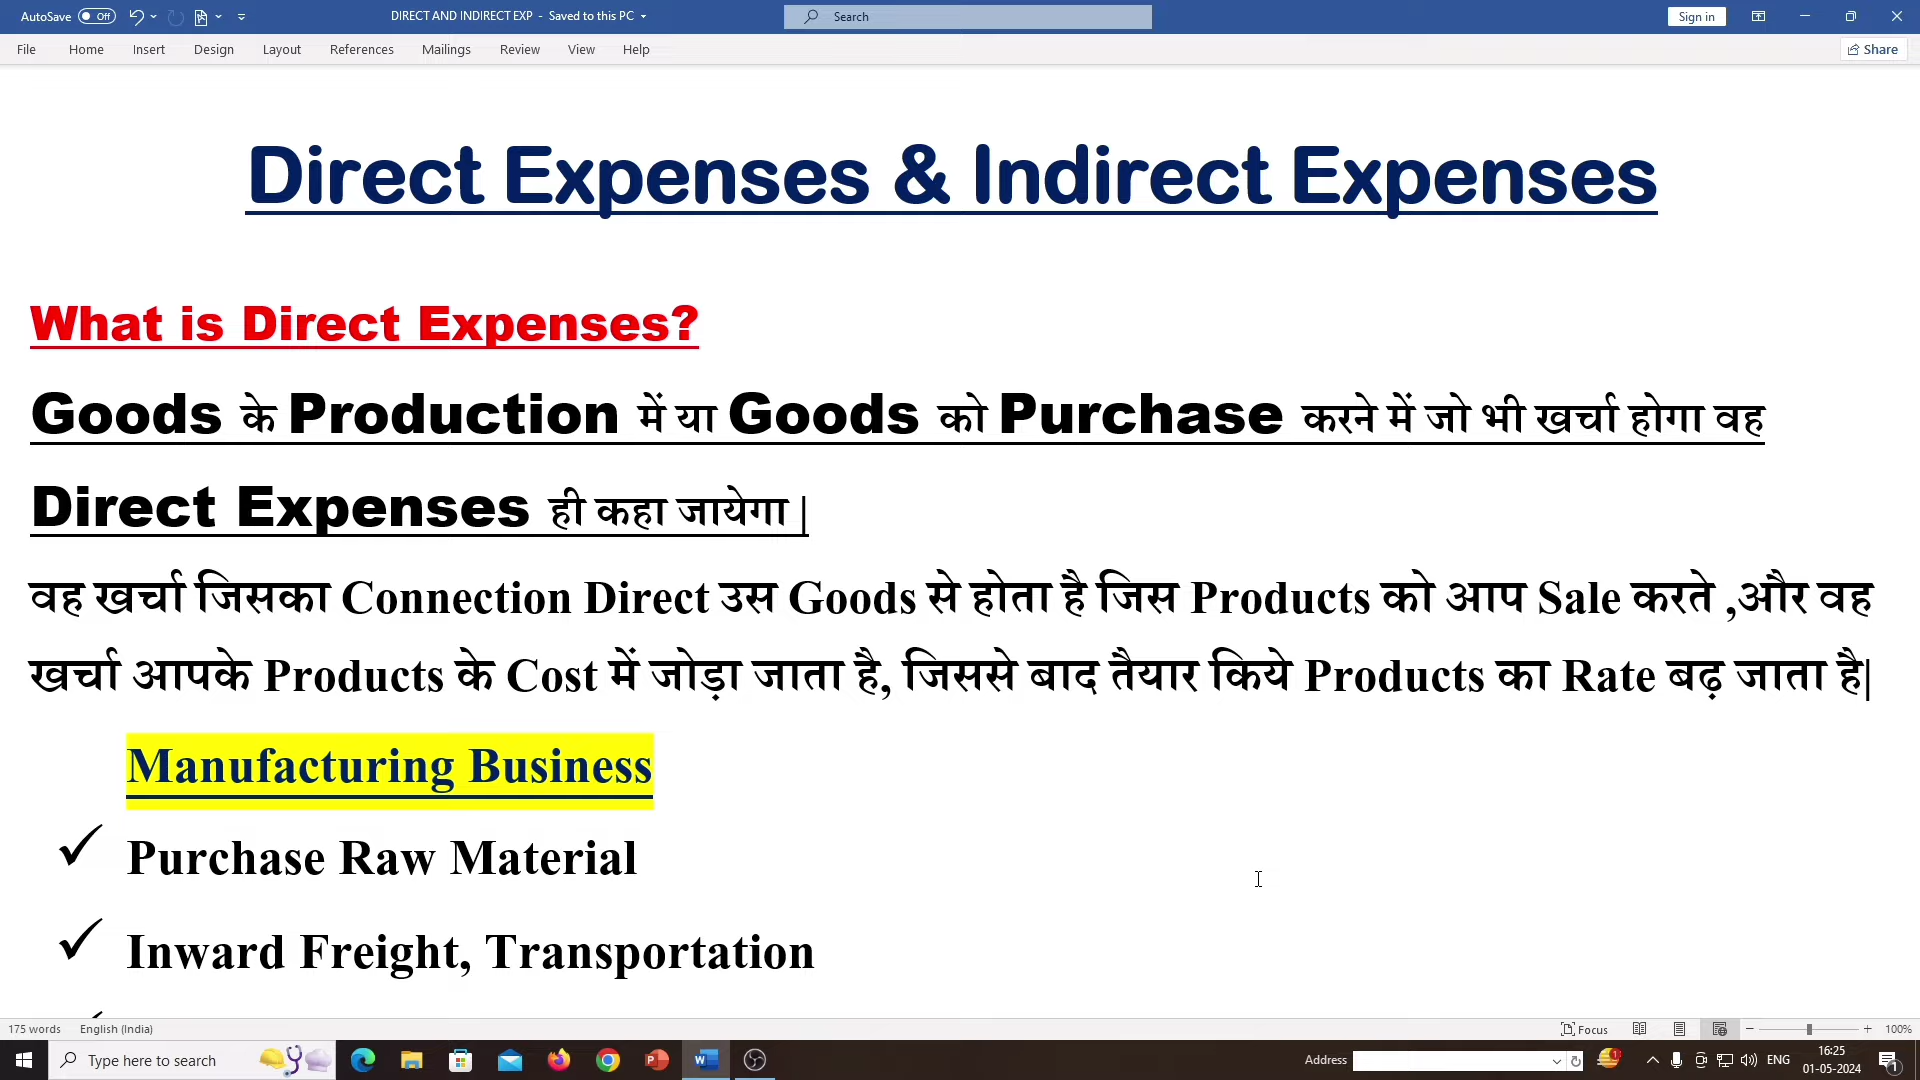 AutoSave Off DIRECT AND INDIRECT EXP - Saved to this PC Search Sign in
File Home Insert Design Layout References Mailings Review View Help Share
Direct Expenses & Indirect Expenses
What is Direct Expenses?
Goods के Production में या Goods को Purchase करने में जो भी खर्चा होगा वह
Direct Expenses ही कहा जायेगा |
वह खर्चा जिसका Connection Direct उस Goods से होता है जिस Products को आप Sale करते ,और वह
खर्चा आपके Products के Cost में जोड़ा जाता है, जिससे बाद तैयार किये Products का Rate बढ़ जाता है|
Manufacturing Business
✓ Purchase Raw Material
✓ Inward Freight, Transportation
175 words English (India) Focus 100%
Type here to search Address ENG 16:25
01-05-2024